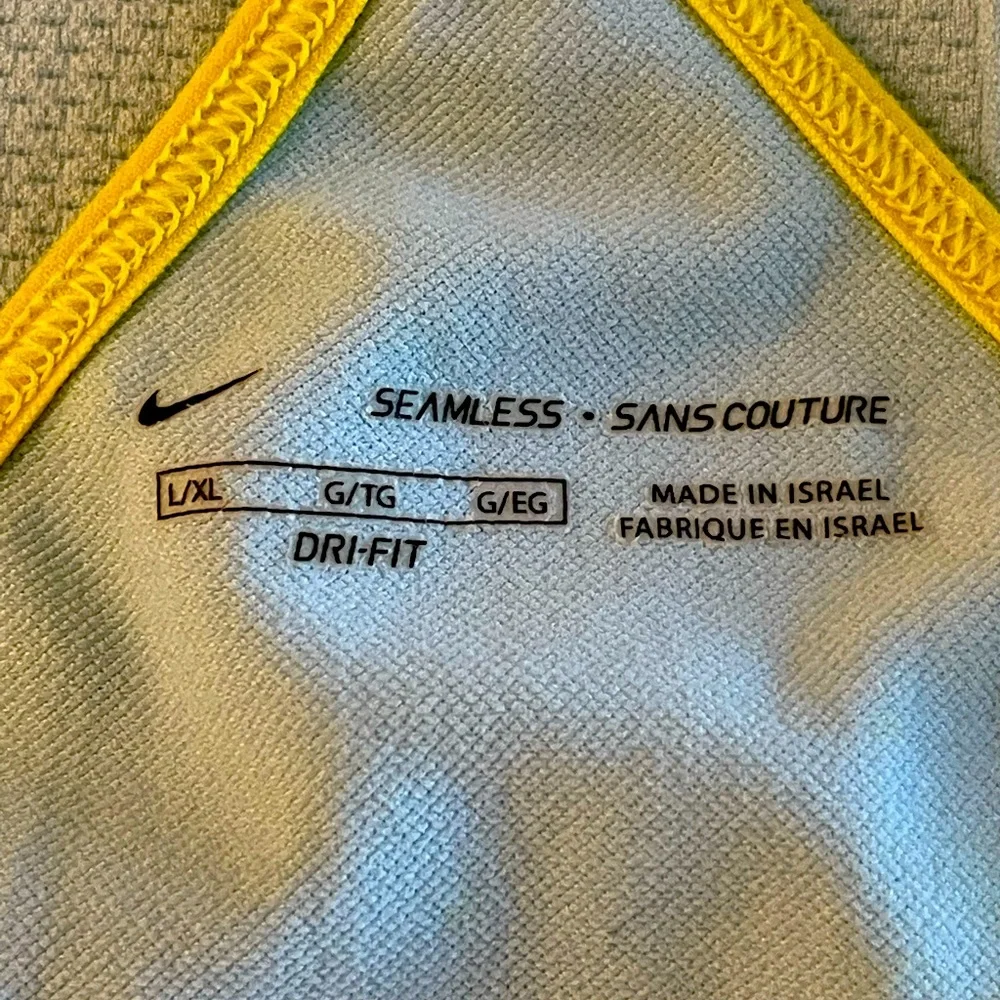 SEAMLESS • SANS COUTURE
L/XL G/TG G/EG
DRI-FIT
MADE IN ISRAEL
FABRIQUE EN ISRAEL